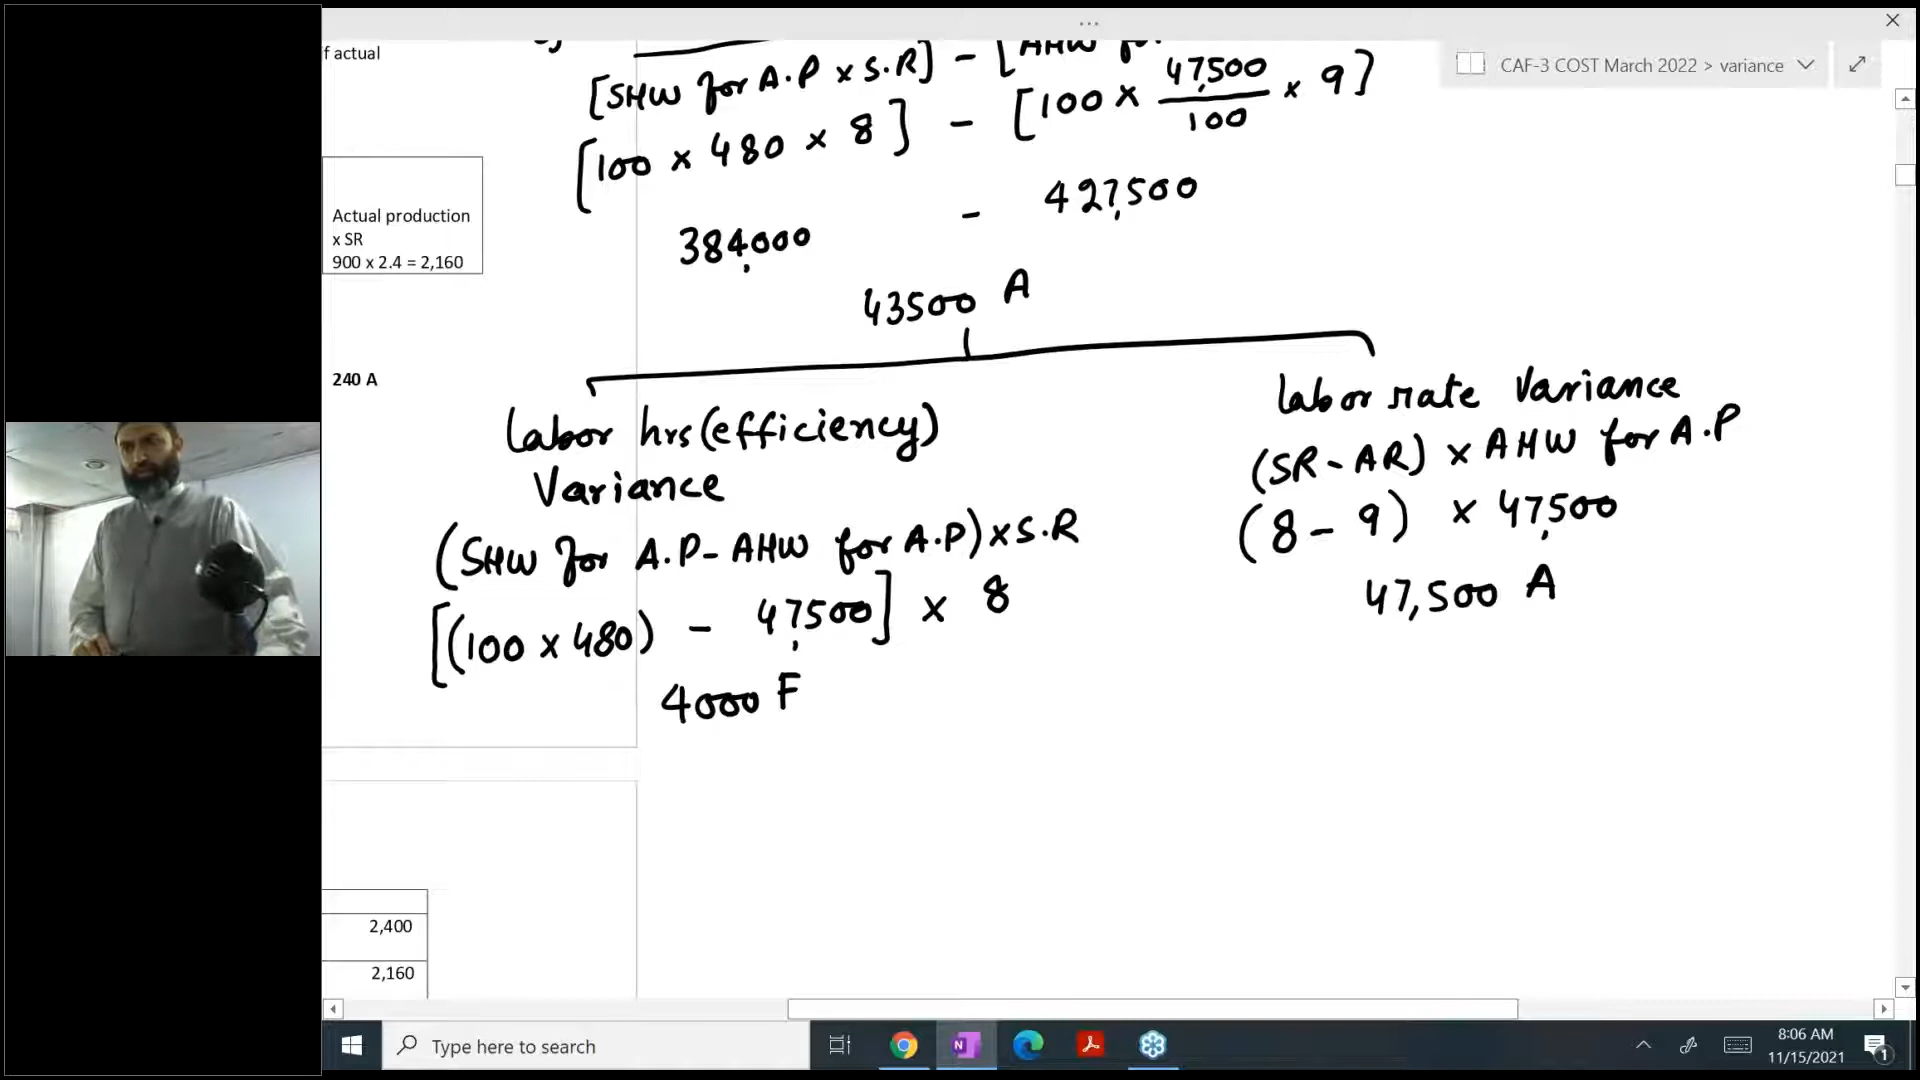 ...
f actual
CAF-3 COST March 2022 > variance
[SHW for A.P x S.R] - [AHW
[100 x 480 x 8] - [100 x 47,500/100 x 9]
384,000 - 427,500
43500 A
Labor hrs (efficiency)
Variance
(SHW for A.P - AHW for A.P) x S.R
[(100 x 480) - 47,500] x 8
4000 F
Labor rate Variance
(SR - AR) x AHW for A.P
(8 - 9) x 47,500
47,500 A
Actual production
x SR
900 x 2.4 = 2,160
240 A
2,400
2,160
Type here to search
N
8:06 AM
11/15/2021
1